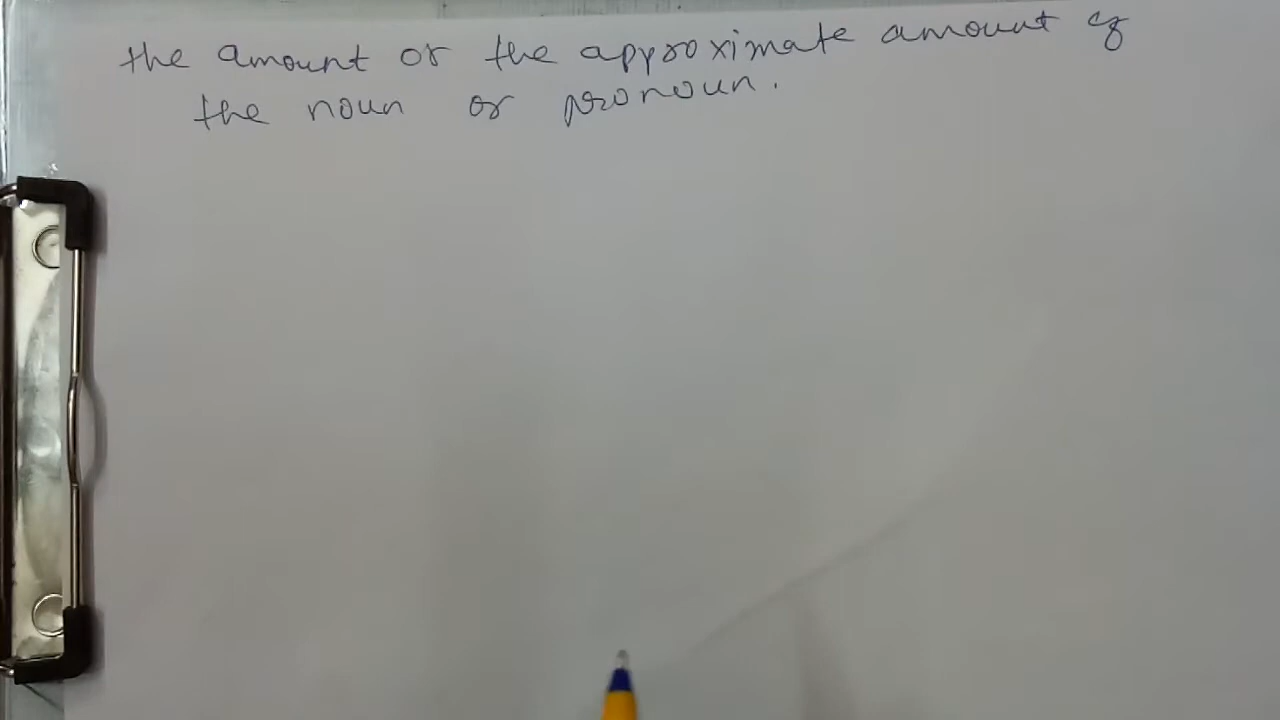 the amount or the approximate amount of
the noun or pronoun.